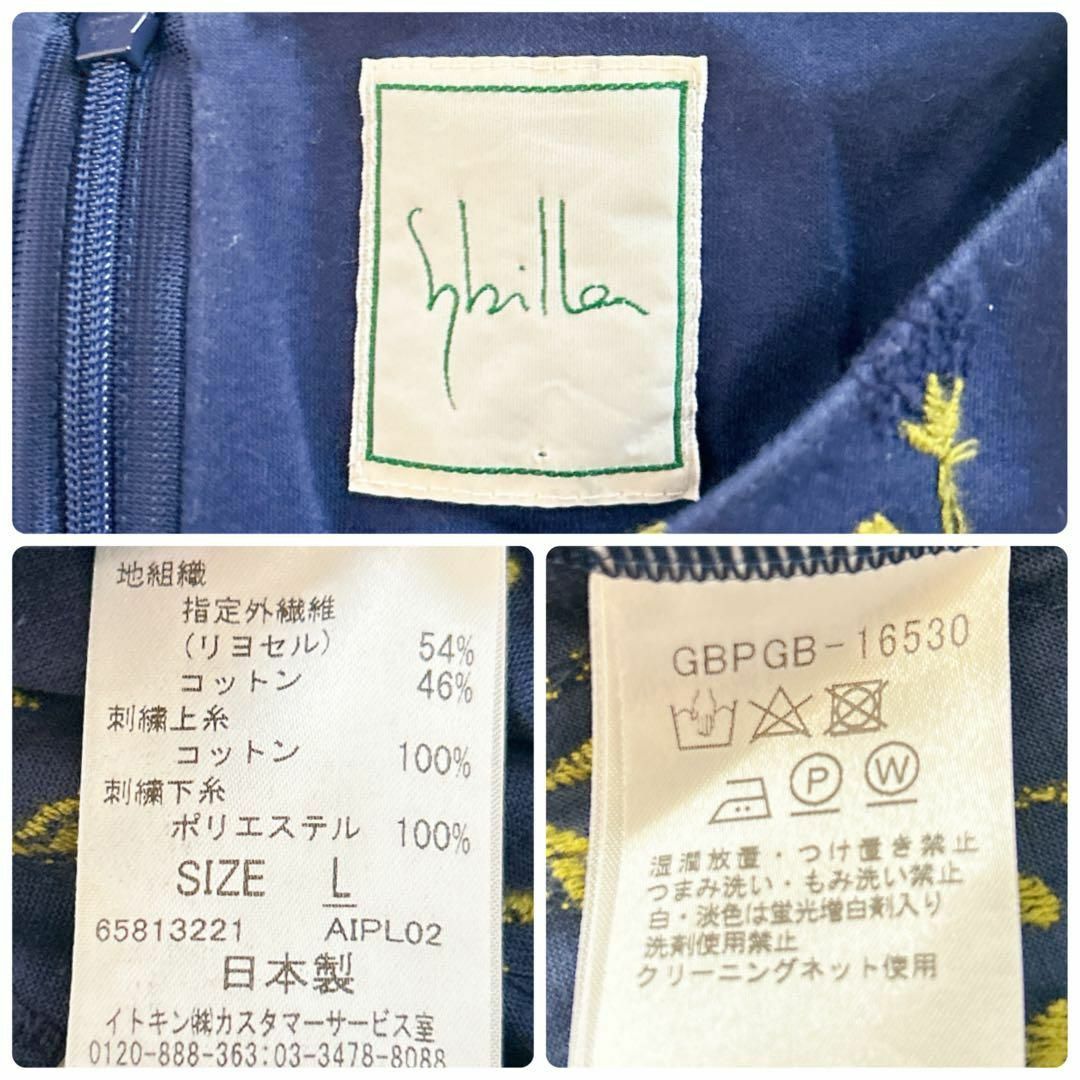 Sybilla
地組織
指定外繊維
(リヨセル) 54%
コットン 46%
刺繍上糸
コットン 100%
刺繍下糸
ポリエステル 100%
SIZE L
65813221 AIPL02
日本製
イトキン㈱カスタマーサービス室
0120-888-363:03-3478-8088
GBPGB-16530
P W
湿潤放置・つけ置き禁止
つまみ洗い・もみ洗い禁止
白・淡色は蛍光増白剤入り
洗剤使用禁止
クリーニングネット使用